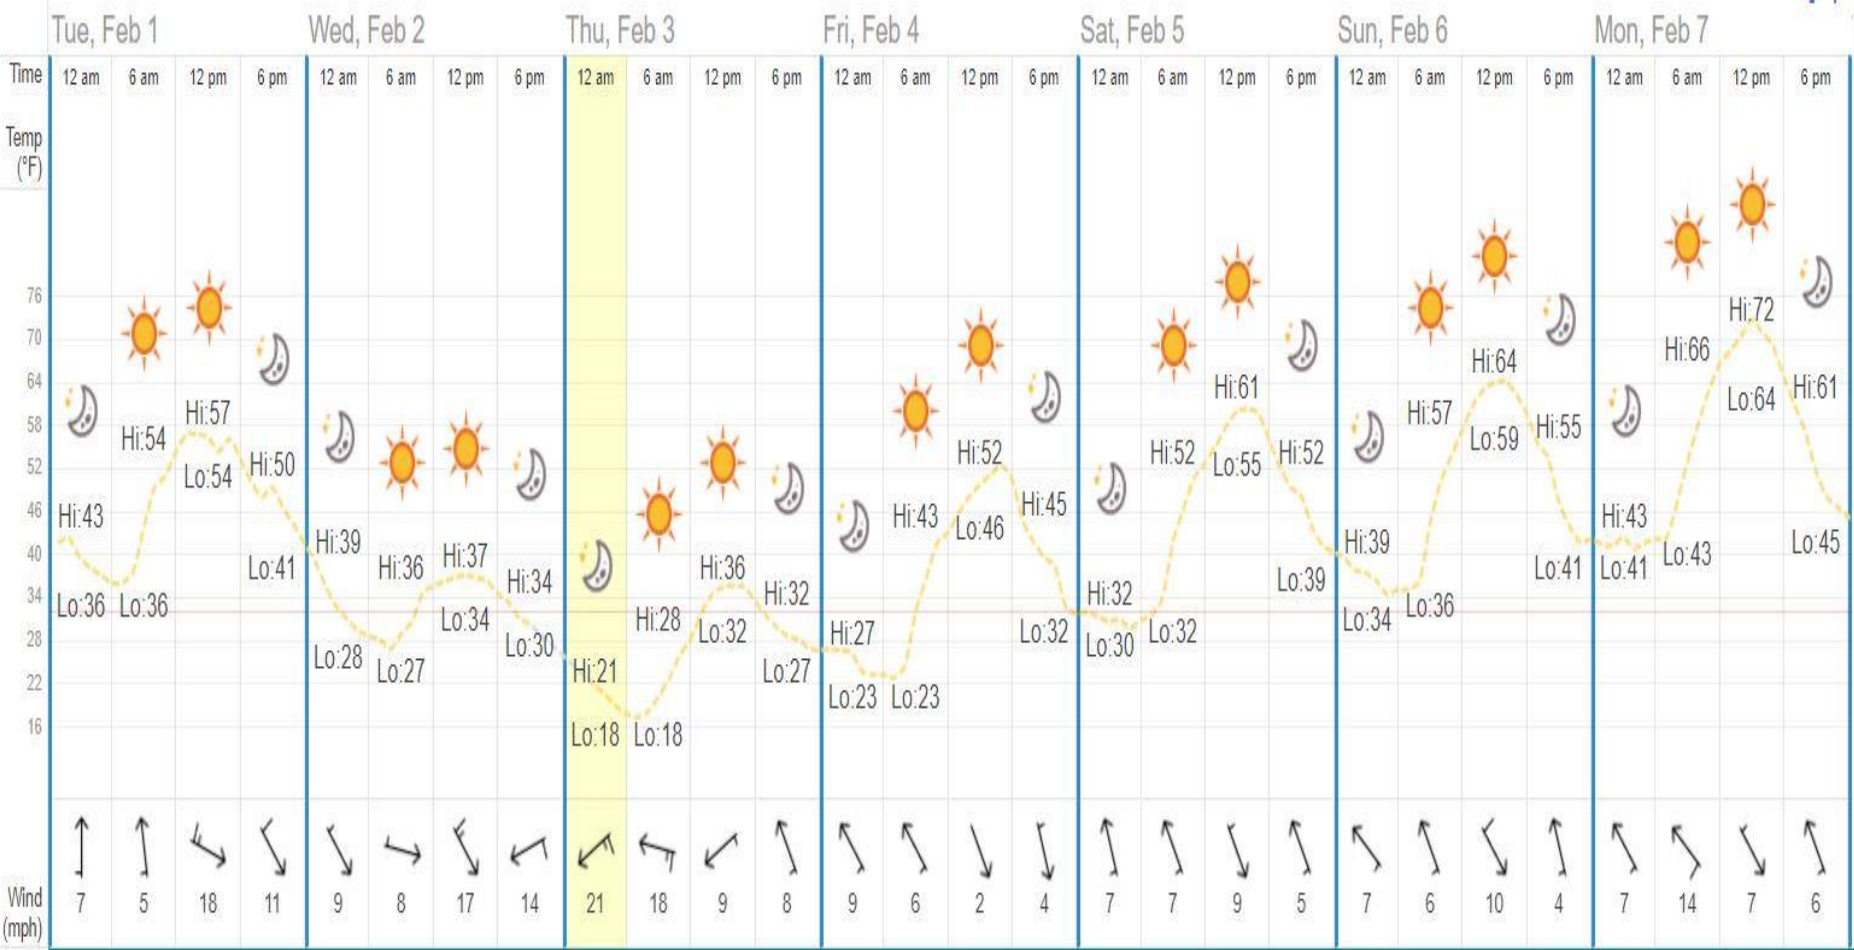 Tue, Feb 1 Wed, Feb 2 Thu, Feb 3 Fri, Feb 4 Sat, Feb 5 Sun, Feb 6 Mon, Feb 7
Time 12 am 6 am 12 pm 6 pm 12 am 6 am 12 pm 6 pm 12 am 6 am 12 pm 6 pm 12 am 6 am 12 pm 6 pm 12 am 6 am 12 pm 6 pm 12 am 6 am 12 pm 6 pm 12 am 6 am 12 pm 6 pm
Temp
(°F)
76
70
64
58
52
46
40
34
28
22
16
Hi:43
Lo:36
Hi:54
Lo:36
Hi:57
Lo:54
Hi:50
Lo:41
Hi:39
Lo:28
Hi:36
Lo:27
Hi:37
Lo:34
Hi:34
Lo:30
Hi:21
Lo:18
Hi:28
Lo:18
Hi:36
Lo:32
Hi:32
Lo:27
Hi:27
Lo:23
Hi:43
Lo:23
Hi:52
Lo:46
Hi:45
Lo:32
Hi:32
Lo:30
Hi:52
Lo:32
Hi:61
Lo:55
Hi:52
Lo:39
Hi:39
Lo:34
Hi:57
Lo:36
Hi:64
Lo:59
Hi:55
Lo:41
Hi:43
Lo:41
Hi:66
Lo:43
Hi:72
Lo:64
Hi:61
Lo:45
Wind
(mph)
7 5 18 11 9 8 17 14 21 18 9 8 9 6 2 4 7 7 9 5 7 6 10 4 7 14 7 6